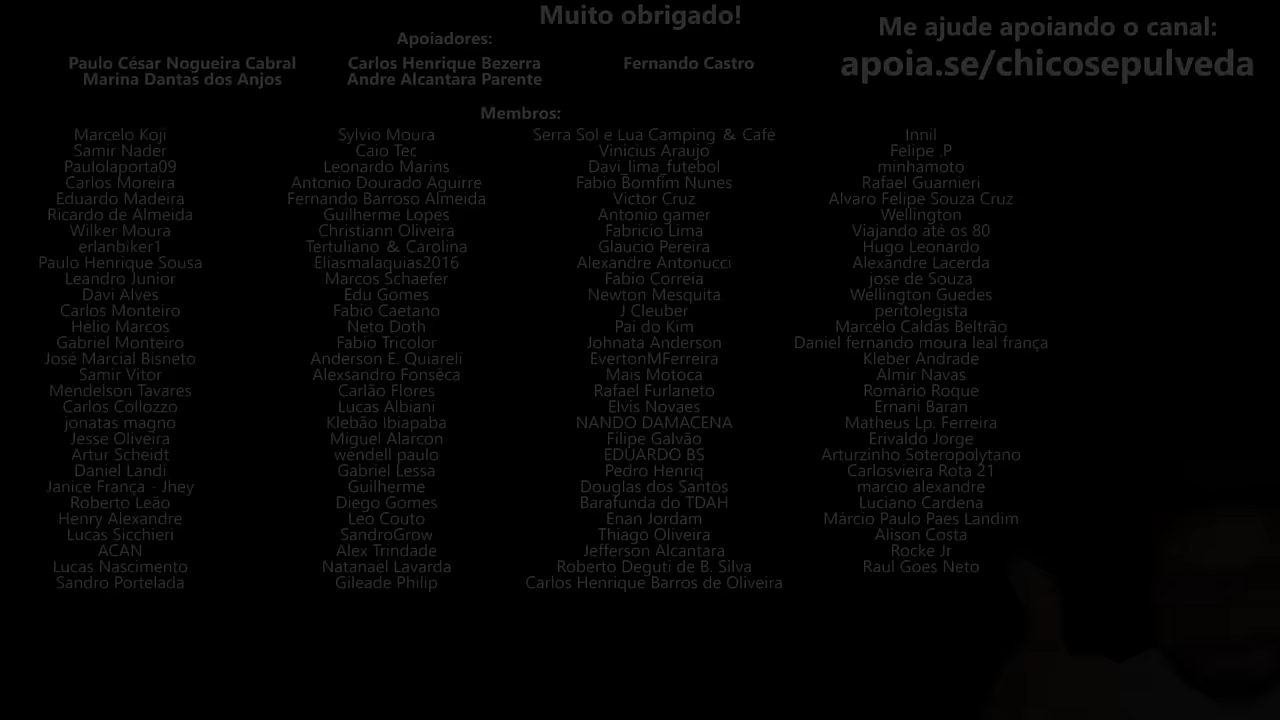 Muito obrigado!
Me ajude apoiando o canal:
apoia.se/chicosepulveda
Apoiadores:
Paulo César Nogueira Cabral
Marina Dantas dos Anjos
Carlos Henrique Bezerra
Andre Alcantara Parente
Fernando Castro
Membros:
Marcelo Koji
Samir Nader
Paulolaporta09
Carlos Moreira
Eduardo Madeira
Ricardo de Almeida
Wilker Moura
erlanbiker1
Paulo Henrique Sousa
Leandro Junior
Davi Alves
Carlos Monteiro
Hélio Marcos
Gabriel Monteiro
José Marcial Bisneto
Samir Vitor
Mendelson Tavares
Carlos Collozzo
jonatas magno
Jesse Oliveira
Artur Scheidt
Daniel Landi
Janice França - Jhey
Roberto Leão
Henry Alexandre
Lucas Sicchieri
ACAN
Lucas Nascimento
Sandro Portelada
Sylvio Moura
Caio Tec
Leonardo Marins
Antonio Dourado Aguirre
Fernando Barroso Almeida
Guilherme Lopes
Christiann Oliveira
Tertuliano & Carolina
Eliasmalaquias2016
Marcos Schaefer
Edu Gomes
Fabio Caetano
Neto Doth
Fabio Tricolor
Anderson E. Quiareli
Alexsandro Fonsêca
Carlão Flores
Lucas Albiani
Klebão Ibiapaba
Miguel Alarcon
wendell paulo
Gabriel Lessa
Guilherme
Diego Gomes
Leo Couto
SandroGrow
Alex Trindade
Natanael Lavarda
Gileade Philip
Serra Sol e Lua Camping & Café
Vinicius Araujo
Davi_lima_futebol
Fabio Bomfim Nunes
Victor Cruz
Antonio gamer
Fabricio Lima
Glaucio Pereira
Alexandre Antonucci
Fabio Correia
Newton Mesquita
J Cleuber
Pai do Kim
Johnata Anderson
EvertonMFerreira
Mais Motoca
Rafael Furlaneto
Elvis Novaes
NANDO DAMACENA
Filipe Galvão
EDUARDO BS
Pedro Henriq
Douglas dos Santos
Barafunda do TDAH
Enan Jordam
Thiago Oliveira
Jefferson Alcantara
Roberto Deguti de B. Silva
Carlos Henrique Barros de Oliveira
Innil
Felipe .P
minhamoto
Rafael Guarnieri
Alvaro Felipe Souza Cruz
Wellington
Viajando até os 80
Hugo Leonardo
Alexandre Lacerda
jose de Souza
Wellington Guedes
peritolegista
Marcelo Caldas Beltrão
Daniel fernando moura leal frança
Kleber Andrade
Almir Navas
Romário Roque
Ernani Baran
Matheus Lp. Ferreira
Erivaldo Jorge
Arturzinho Soteropolytano
Carlosvieira Rota 21
marcio alexandre
Luciano Cardena
Márcio Paulo Paes Landim
Alison Costa
Rocke Jr
Raul Goes Neto